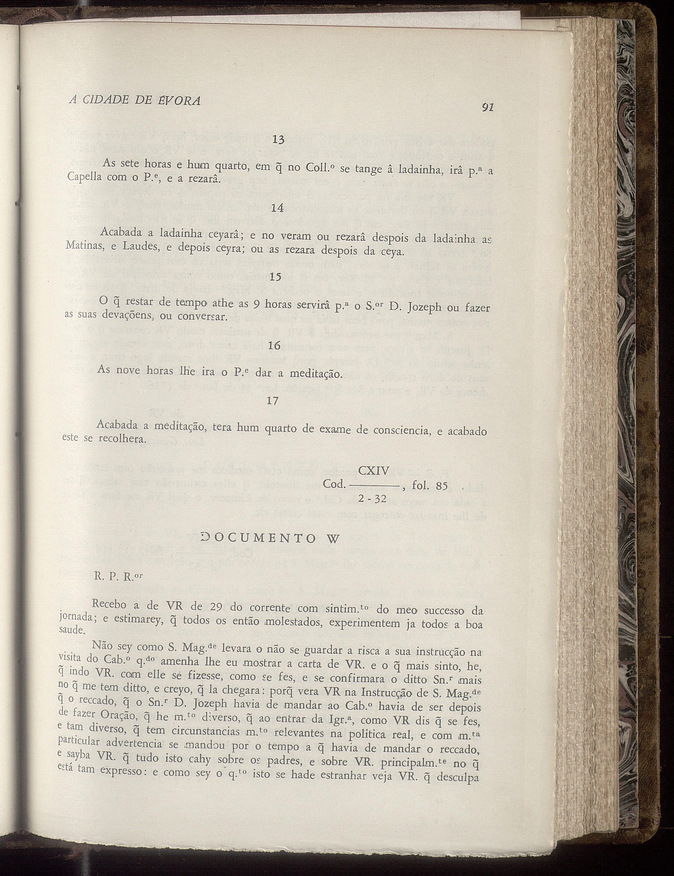 A CIDADE DE ÉVORA
91
13
As sete horas e hum quarto, em q̃ no Coll.º se tange â ladainha, irâ p.ª a
Capella com o P.ᵉ, e a rezarâ.
14
Acabada a ladainha ceyarâ; e no veram ou rezarâ despois da ladainha as
Matinas, e Laudes, e depois ceyra; ou as rezara despois da ceya.
15
O q̃ restar de tempo athe as 9 horas servirâ p.ª o S.ᵒʳ D. Jozeph ou fazer
as suas devações, ou conversar.
16
As nove horas lhe ira o P.ᵉ dar a meditação.
17
Acabada a meditação, tera hum quarto de exame de consciencia, e acabado
este se recolhera.
CXIV
Cod. ———, fol. 85
2 - 32
DOCUMENTO W
R. P. R.ᵒʳ
Recebo a de VR de 29 do corrente com sintim.ᵗᵒ do meo successo da
jornada; e estimarey, q̃ todos os então molestados, experimentem ja todos a boa
saude.
Não sey como S. Mag.ᵈᵉ levara o não se guardar a risca a sua instrucção na
visita do Cab.º q.ᵈᵒ amenha lhe eu mostrar a carta de VR. e o q̃ mais sinto, he,
q̃ indo VR. com elle se fizesse, como se fes, e se confirmara o ditto Sn.ʳ mais
no q̃ me tem ditto, e creyo, q̃ la chegara: porq̃ vera VR na Instrucção de S. Mag.ᵈᵉ
q̃ o reccado, q̃ o Sn.ʳ D. Jozeph havia de mandar ao Cab.º havia de ser depois
de fazer Oração, q̃ he m.ᵗᵒ diverso, q̃ ao entrar da Igr.ª, como VR dis q̃ se fes,
e tam diverso, q̃ tem circunstancias m.ᵗᵒ relevantes na politica real, e com m.ᵗᵃ
particular advertencia se mandou por o tempo a q̃ havia de mandar o reccado,
e sayba VR. q̃ tudo isto cahy sobre os padres, e sobre VR. principalm.ᵗᵉ no q̃
está tam expresso: e como sey o q.ᵗᵒ isto se hade estranhar veja VR. q̃ desculpa